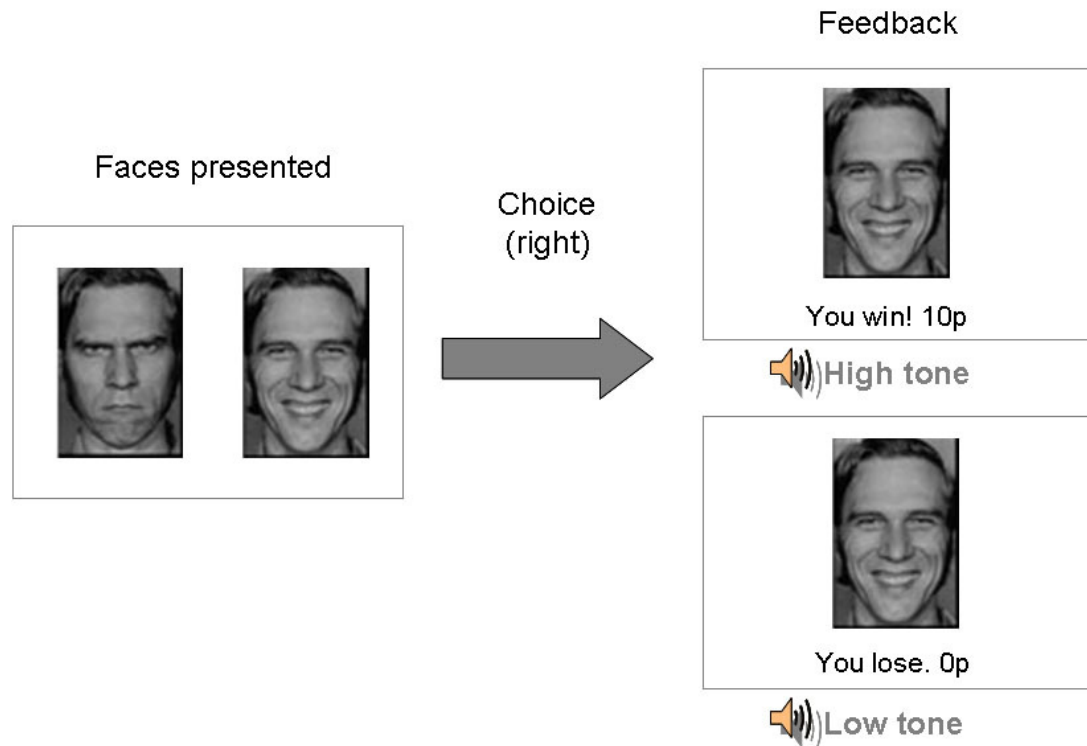 Faces presented
Choice
(right)
Feedback
You win! 10p
High tone
You lose. 0p
Low tone